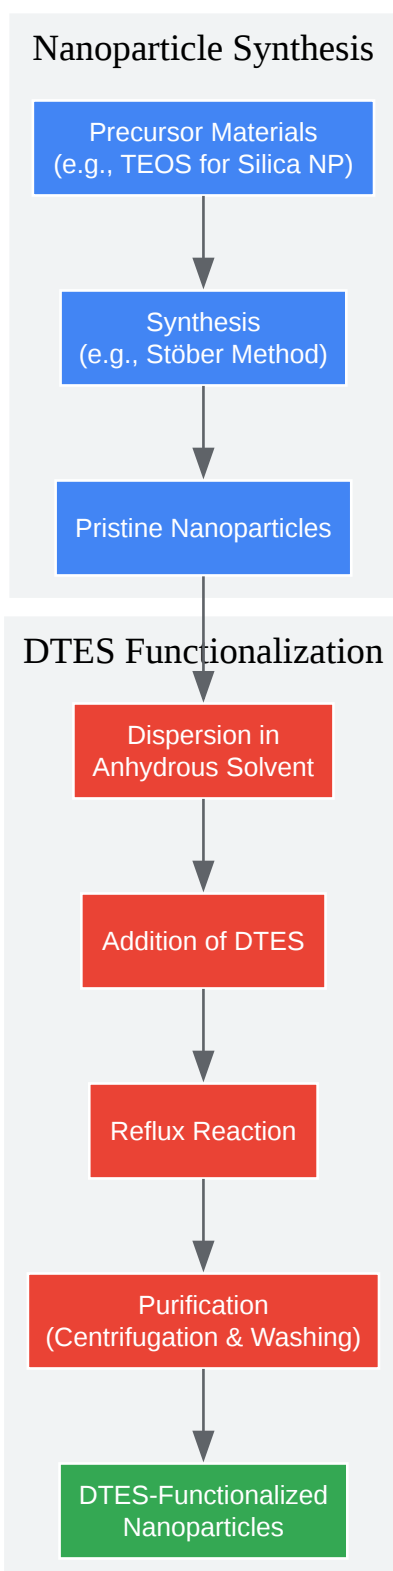 Nanoparticle Synthesis
Precursor Materials
(e.g., TEOS for Silica NP)
Synthesis
(e.g., Stöber Method)
Pristine Nanoparticles
DTES Functionalization
Dispersion in
Anhydrous Solvent
Addition of DTES
Reflux Reaction
Purification
(Centrifugation & Washing)
DTES-Functionalized
Nanoparticles